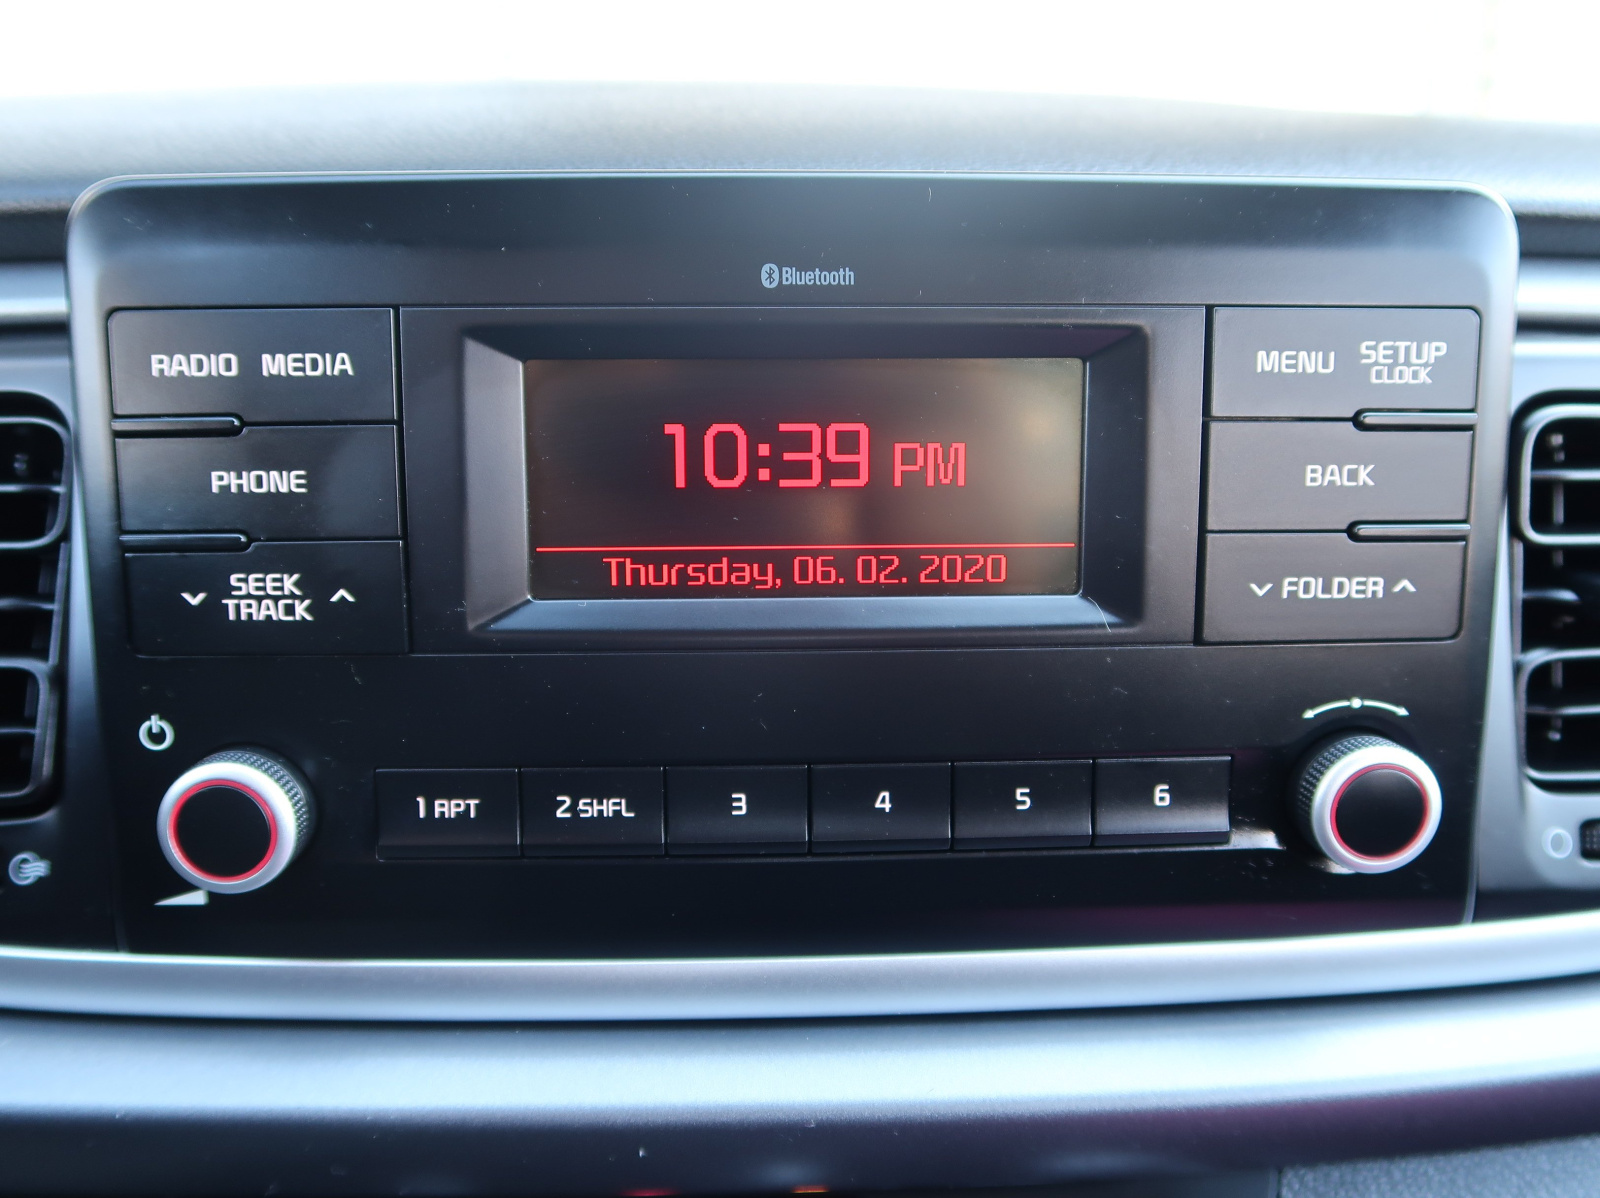 Bluetooth
RADIO MEDIA
MENU SETUP
CLOCK
10:39 PM
PHONE
BACK
Thursday, 06. 02. 2020
SEEK
TRACK
FOLDER
1 RPT
2 SHFL
3
4
5
6